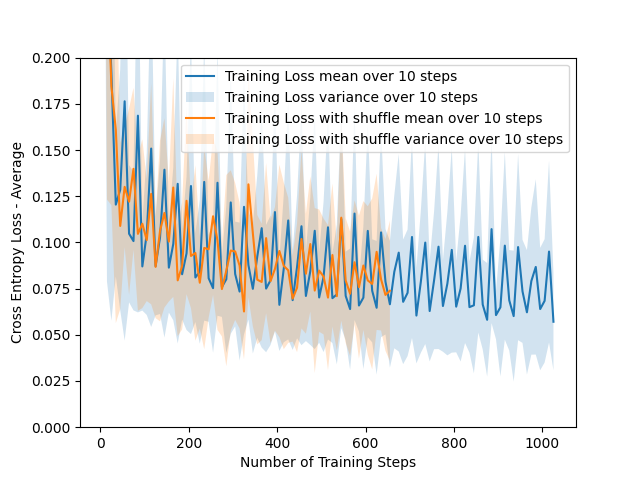 0.200
0.175
0.150
0.125
0.100
0.075
0.050
0.025
0.000
Cross Entropy Loss - Average
Training Loss mean over 10 steps
Training Loss variance over 10 steps
Training Loss with shuffle mean over 10 steps
Training Loss with shuffle variance over 10 steps
0 200 400 600 800 1000
Number of Training Steps